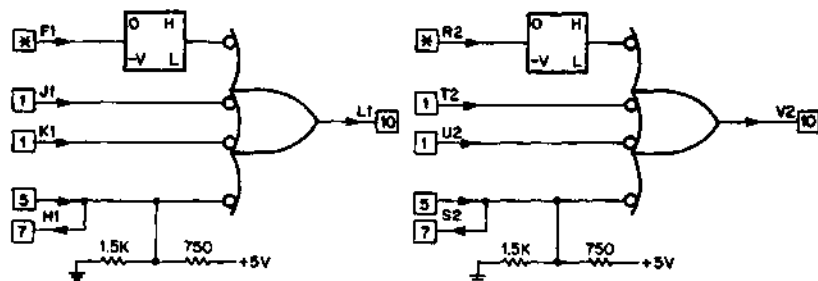 F1 O H R2 O H
* -V L * -V L
J1 T2
1 1
K1 L1 10 U2 V2 10
1 1
5 5
H1 S2
7 7
1.5K 750 +5V 1.5K 750 +5V